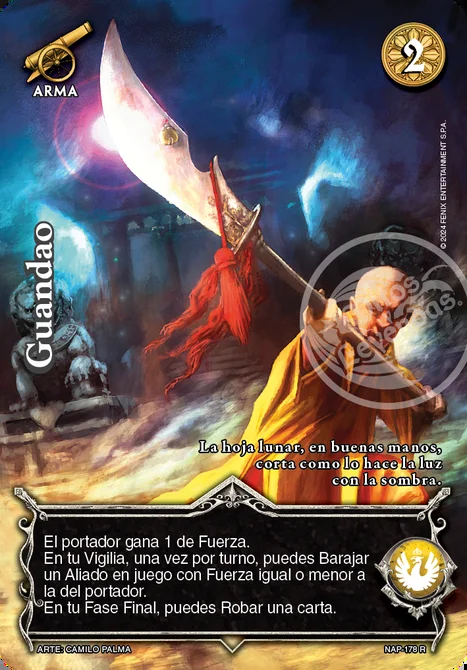 ARMA
2
© 2024 FENIX ENTERTAINMENT S.P.A.
Guandao
La hoja lunar, en buenas manos,
corta como lo hace la luz
con la sombra.
El portador gana 1 de Fuerza.
En tu Vigilia, una vez por turno, puedes Barajar
un Aliado en juego con Fuerza igual o menor a
la del portador.
En tu Fase Final, puedes Robar una carta.
ARTE: CAMILO PALMA
NAP-178 R